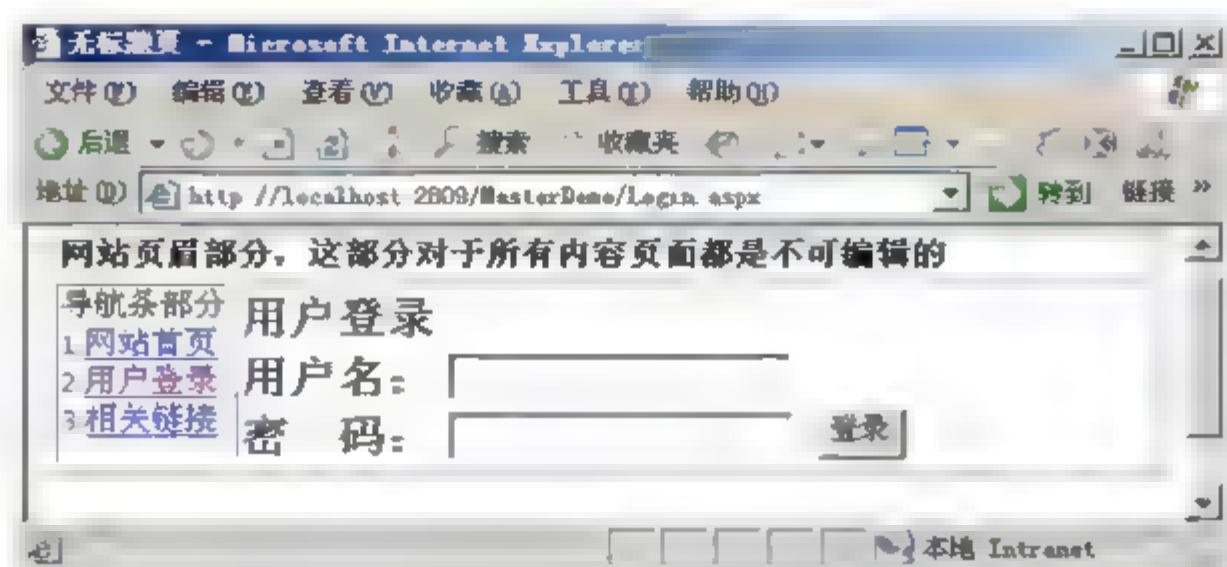 无标题页 - Microsoft Internet Explorer
文件(F) 编辑(E) 查看(V) 收藏(A) 工具(T) 帮助(H)
后退 搜索 收藏夹
地址(D) http://localhost:2609/MasterDemo/Login.aspx 转到 链接 »
网站页眉部分，这部分对于所有内容页面都是不可编辑的
导航条部分
1 网站首页
2 用户登录
3 相关链接
用户登录
用户名：
密 码： 登录
本地 Intranet